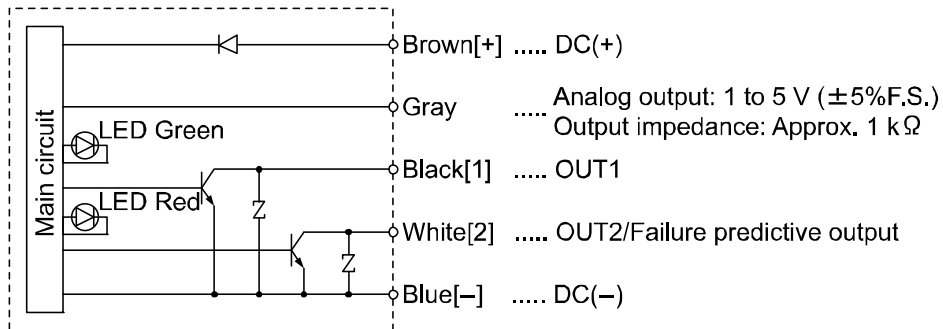 Brown[+] ..... DC(+)
Gray ..... Analog output: 1 to 5 V (±5%F.S.)
Output impedance: Approx. 1 kΩ
LED Green
Black[1] ..... OUT1
LED Red
Main circuit
White[2] ..... OUT2/Failure predictive output
Blue[−] ..... DC(−)